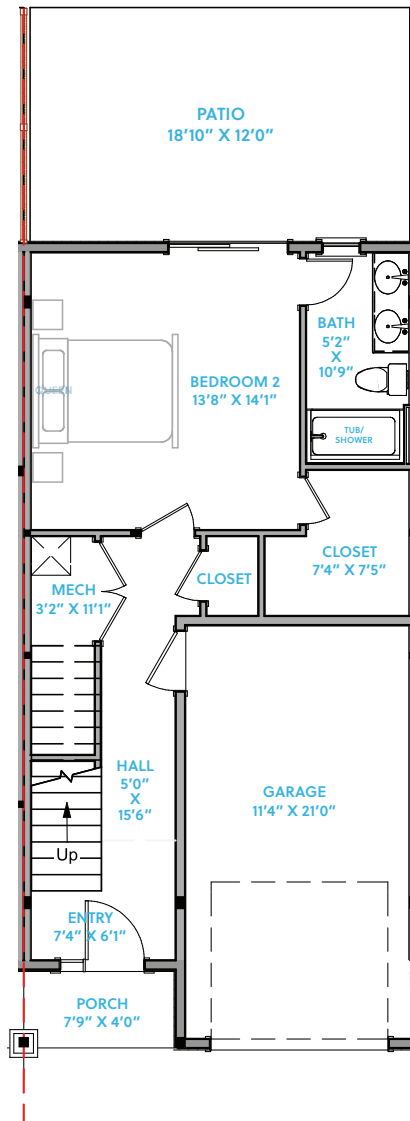 PATIO
18'10" X 12'0"
BATH
5'2"
X
10'9"
BEDROOM 2
13'8" X 14'1"
QUEEN
TUB/
SHOWER
CLOSET
7'4" X 7'5"
CLOSET
MECH
3'2" X 11'1"
HALL
5'0"
X
15'6"
GARAGE
11'4" X 21'0"
Up
ENTRY
7'4" X 6'1"
PORCH
7'9" X 4'0"